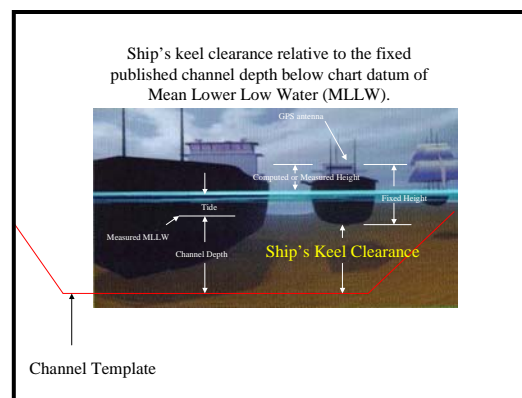 Ship's keel clearance relative to the fixed
published channel depth below chart datum of
Mean Lower Low Water (MLLW).
GPS antenna
Computed or Measured Height
Fixed Height
Tide
Measured MLLW
Channel Depth
Ship's Keel Clearance
Channel Template